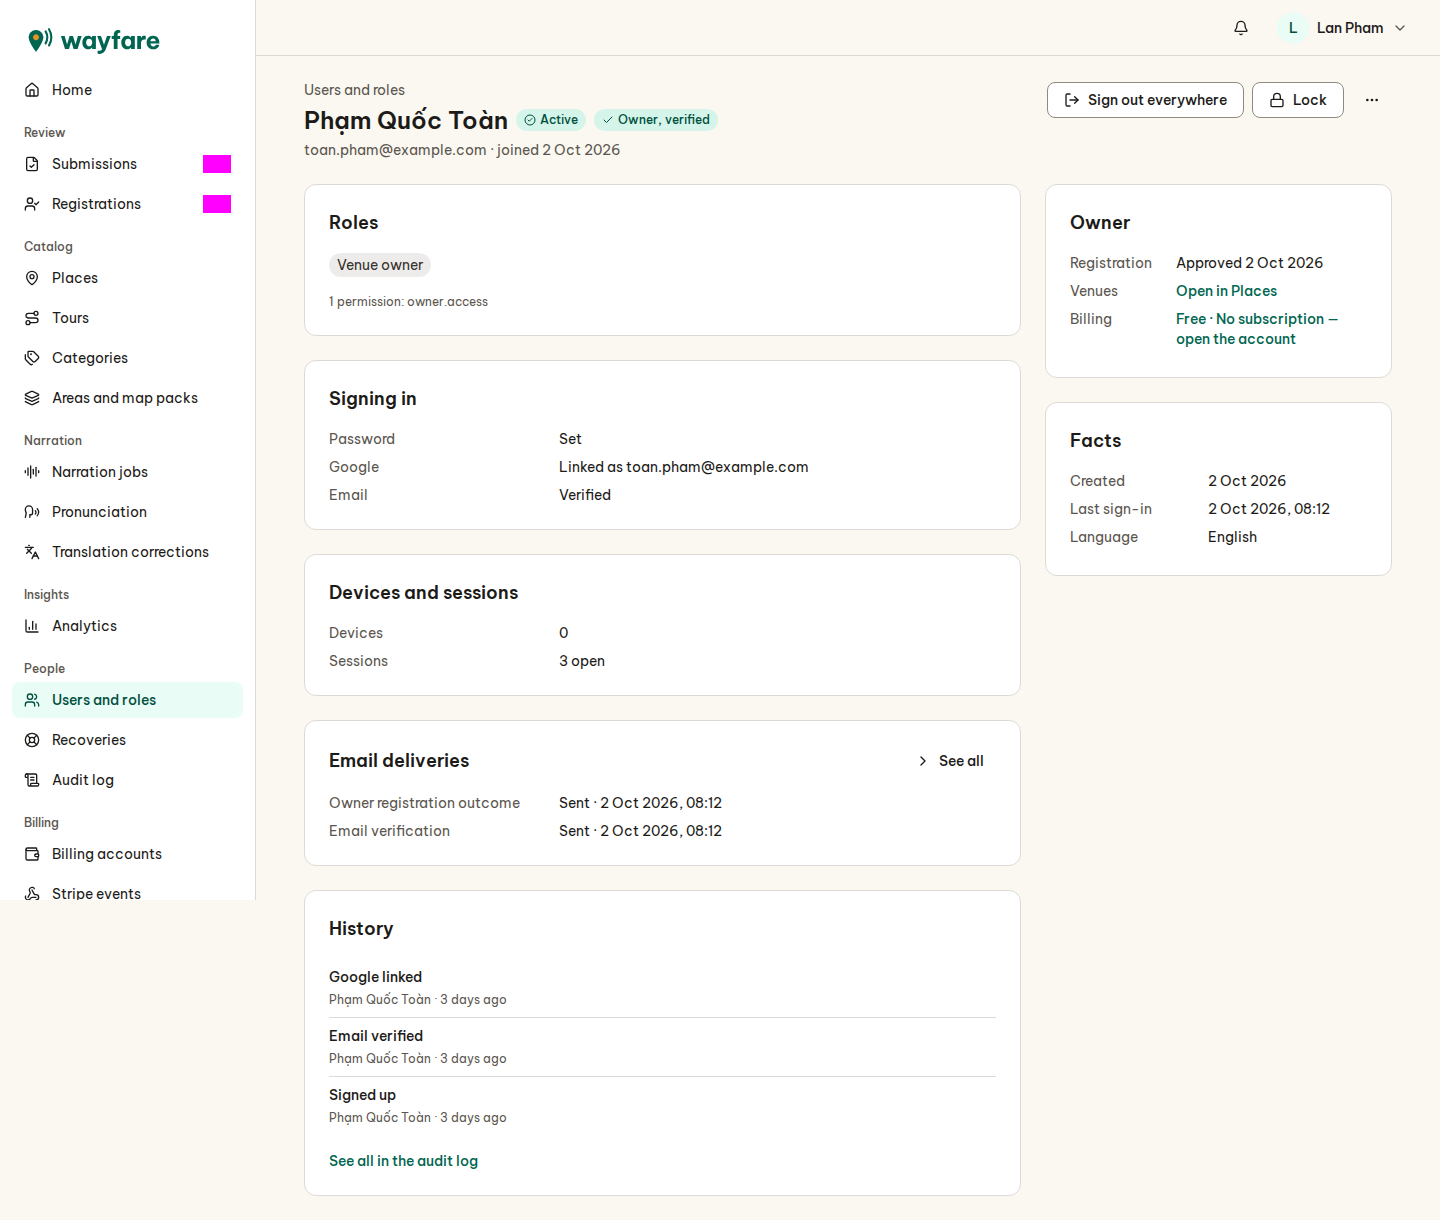 wayfare
Home
Review
Submissions
Registrations
Catalog
Places
Tours
Categories
Areas and map packs
Narration
Narration jobs
Pronunciation
Translation corrections
Insights
Analytics
People
Users and roles
Recoveries
Audit log
Billing
Billing accounts
Stripe events
L Lan Pham
Users and roles
Phạm Quốc Toàn Active Owner, verified
toan.pham@example.com · joined 2 Oct 2026
Sign out everywhere Lock
Roles
Venue owner
1 permission: owner.access
Signing in
Password Set
Google Linked as toan.pham@example.com
Email Verified
Devices and sessions
Devices 0
Sessions 3 open
Email deliveries See all
Owner registration outcome Sent · 2 Oct 2026, 08:12
Email verification Sent · 2 Oct 2026, 08:12
History
Google linked
Phạm Quốc Toàn · 3 days ago
Email verified
Phạm Quốc Toàn · 3 days ago
Signed up
Phạm Quốc Toàn · 3 days ago
See all in the audit log
Owner
Registration Approved 2 Oct 2026
Venues Open in Places
Billing Free · No subscription —
open the account
Facts
Created 2 Oct 2026
Last sign-in 2 Oct 2026, 08:12
Language English